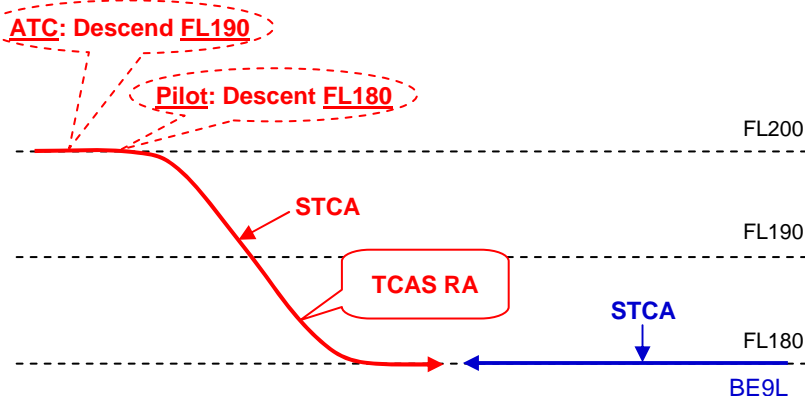 ATC: Descend FL190
Pilot: Descent FL180
FL200
STCA
FL190
TCAS RA
STCA
FL180
BE9L